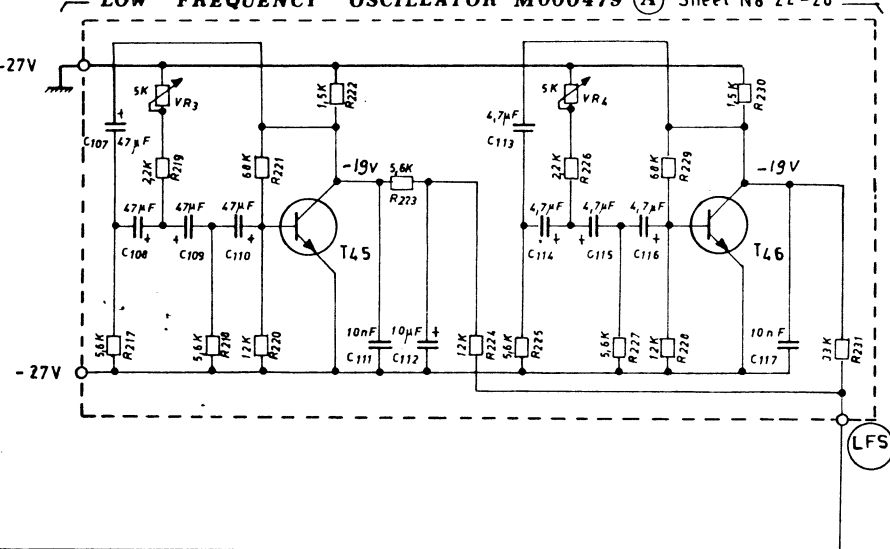 LOW FREQUENCY OSCILLATOR M000479 A Sheet No 22-26
-27V
5K
VR3
1,5K
R222
C107
47µF
2,2K
R219
68K
R221
-19V
5,6K
R223
47µF
C108
47µF
C109
47µF
C110
T45
5,6K
R217
5,6K
R218
12K
R220
10nF
C111
10µF
C112
12K
R224
4,7µF
C113
5K
VR4
1,5K
R230
2,2K
R226
68K
R229
-19V
4,7µF
C114
4,7µF
C115
4,7µF
C116
T46
5,6K
R225
5,6K
R227
12K
R228
10nF
C117
33K
R231
-27V
LFS